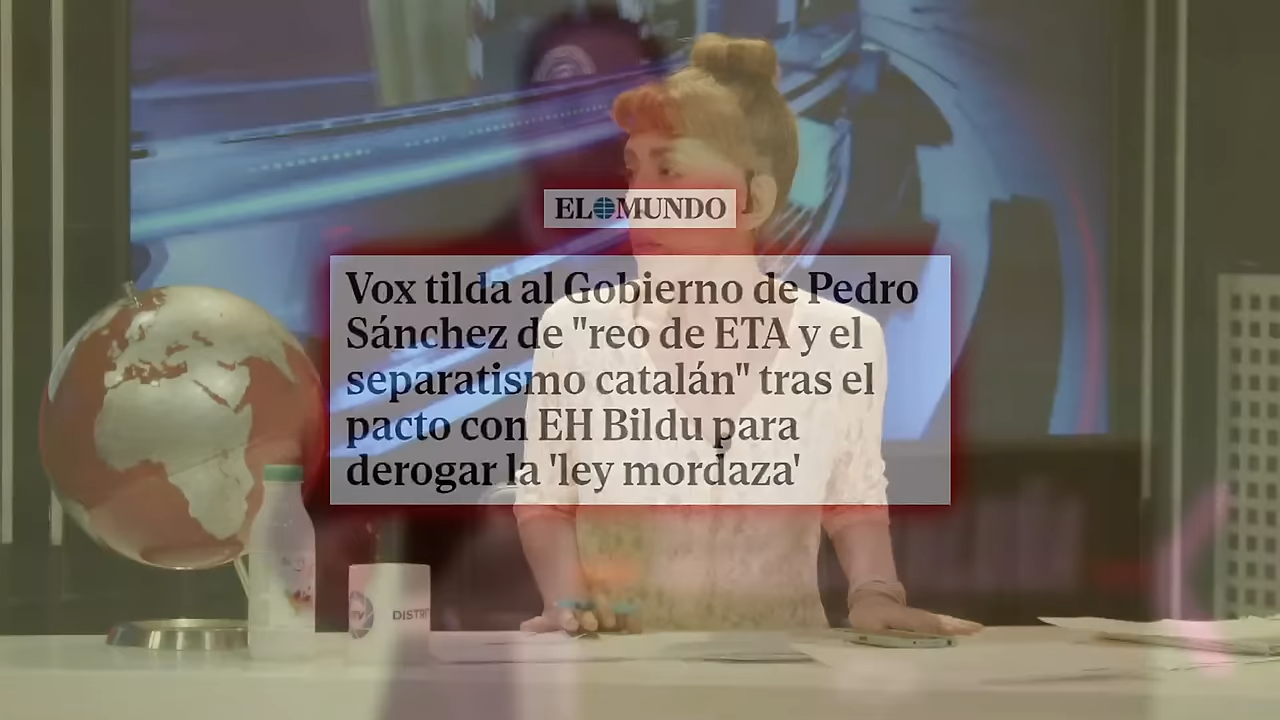 EL MUNDO
Vox tilda al Gobierno de Pedro
Sánchez de "reo de ETA y el
separatismo catalán" tras el
pacto con EH Bildu para
derogar la 'ley mordaza'
DISTR